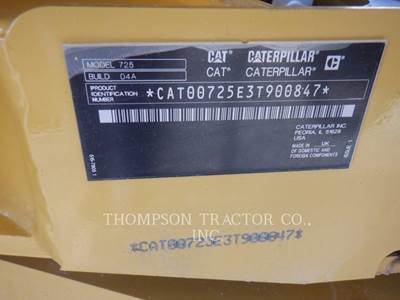 CAT CATERPILLAR C
CAT® CATERPILLAR®
MODEL 725
BUILD 04A
PRODUCT
IDENTIFICATION
NUMBER
*CAT00725E3T900847*
CATERPILLAR INC.
PEORIA, IL 61629
USA
MADE IN UK
OF DOMESTIC AND
FOREIGN COMPONENTS
THOMPSON TRACTOR CO.,
INC.
*CAT00725E3T900847*